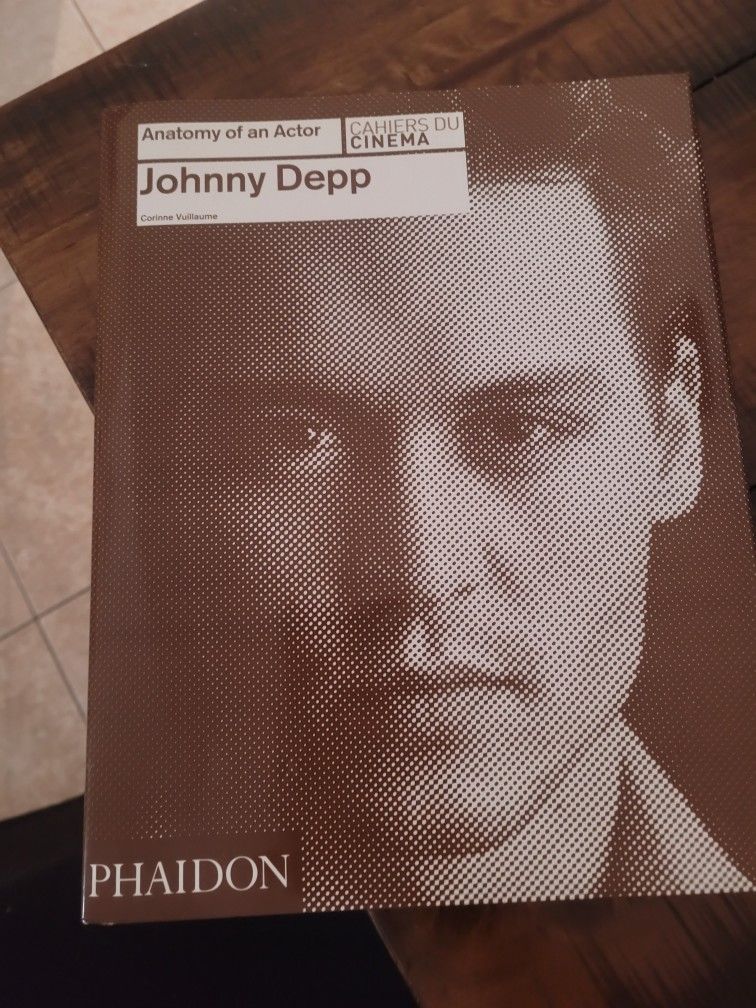 Anatomy of an Actor
CAHIERS DU
CINEMA
Johnny Depp
Corinne Vuillaume
PHAIDON